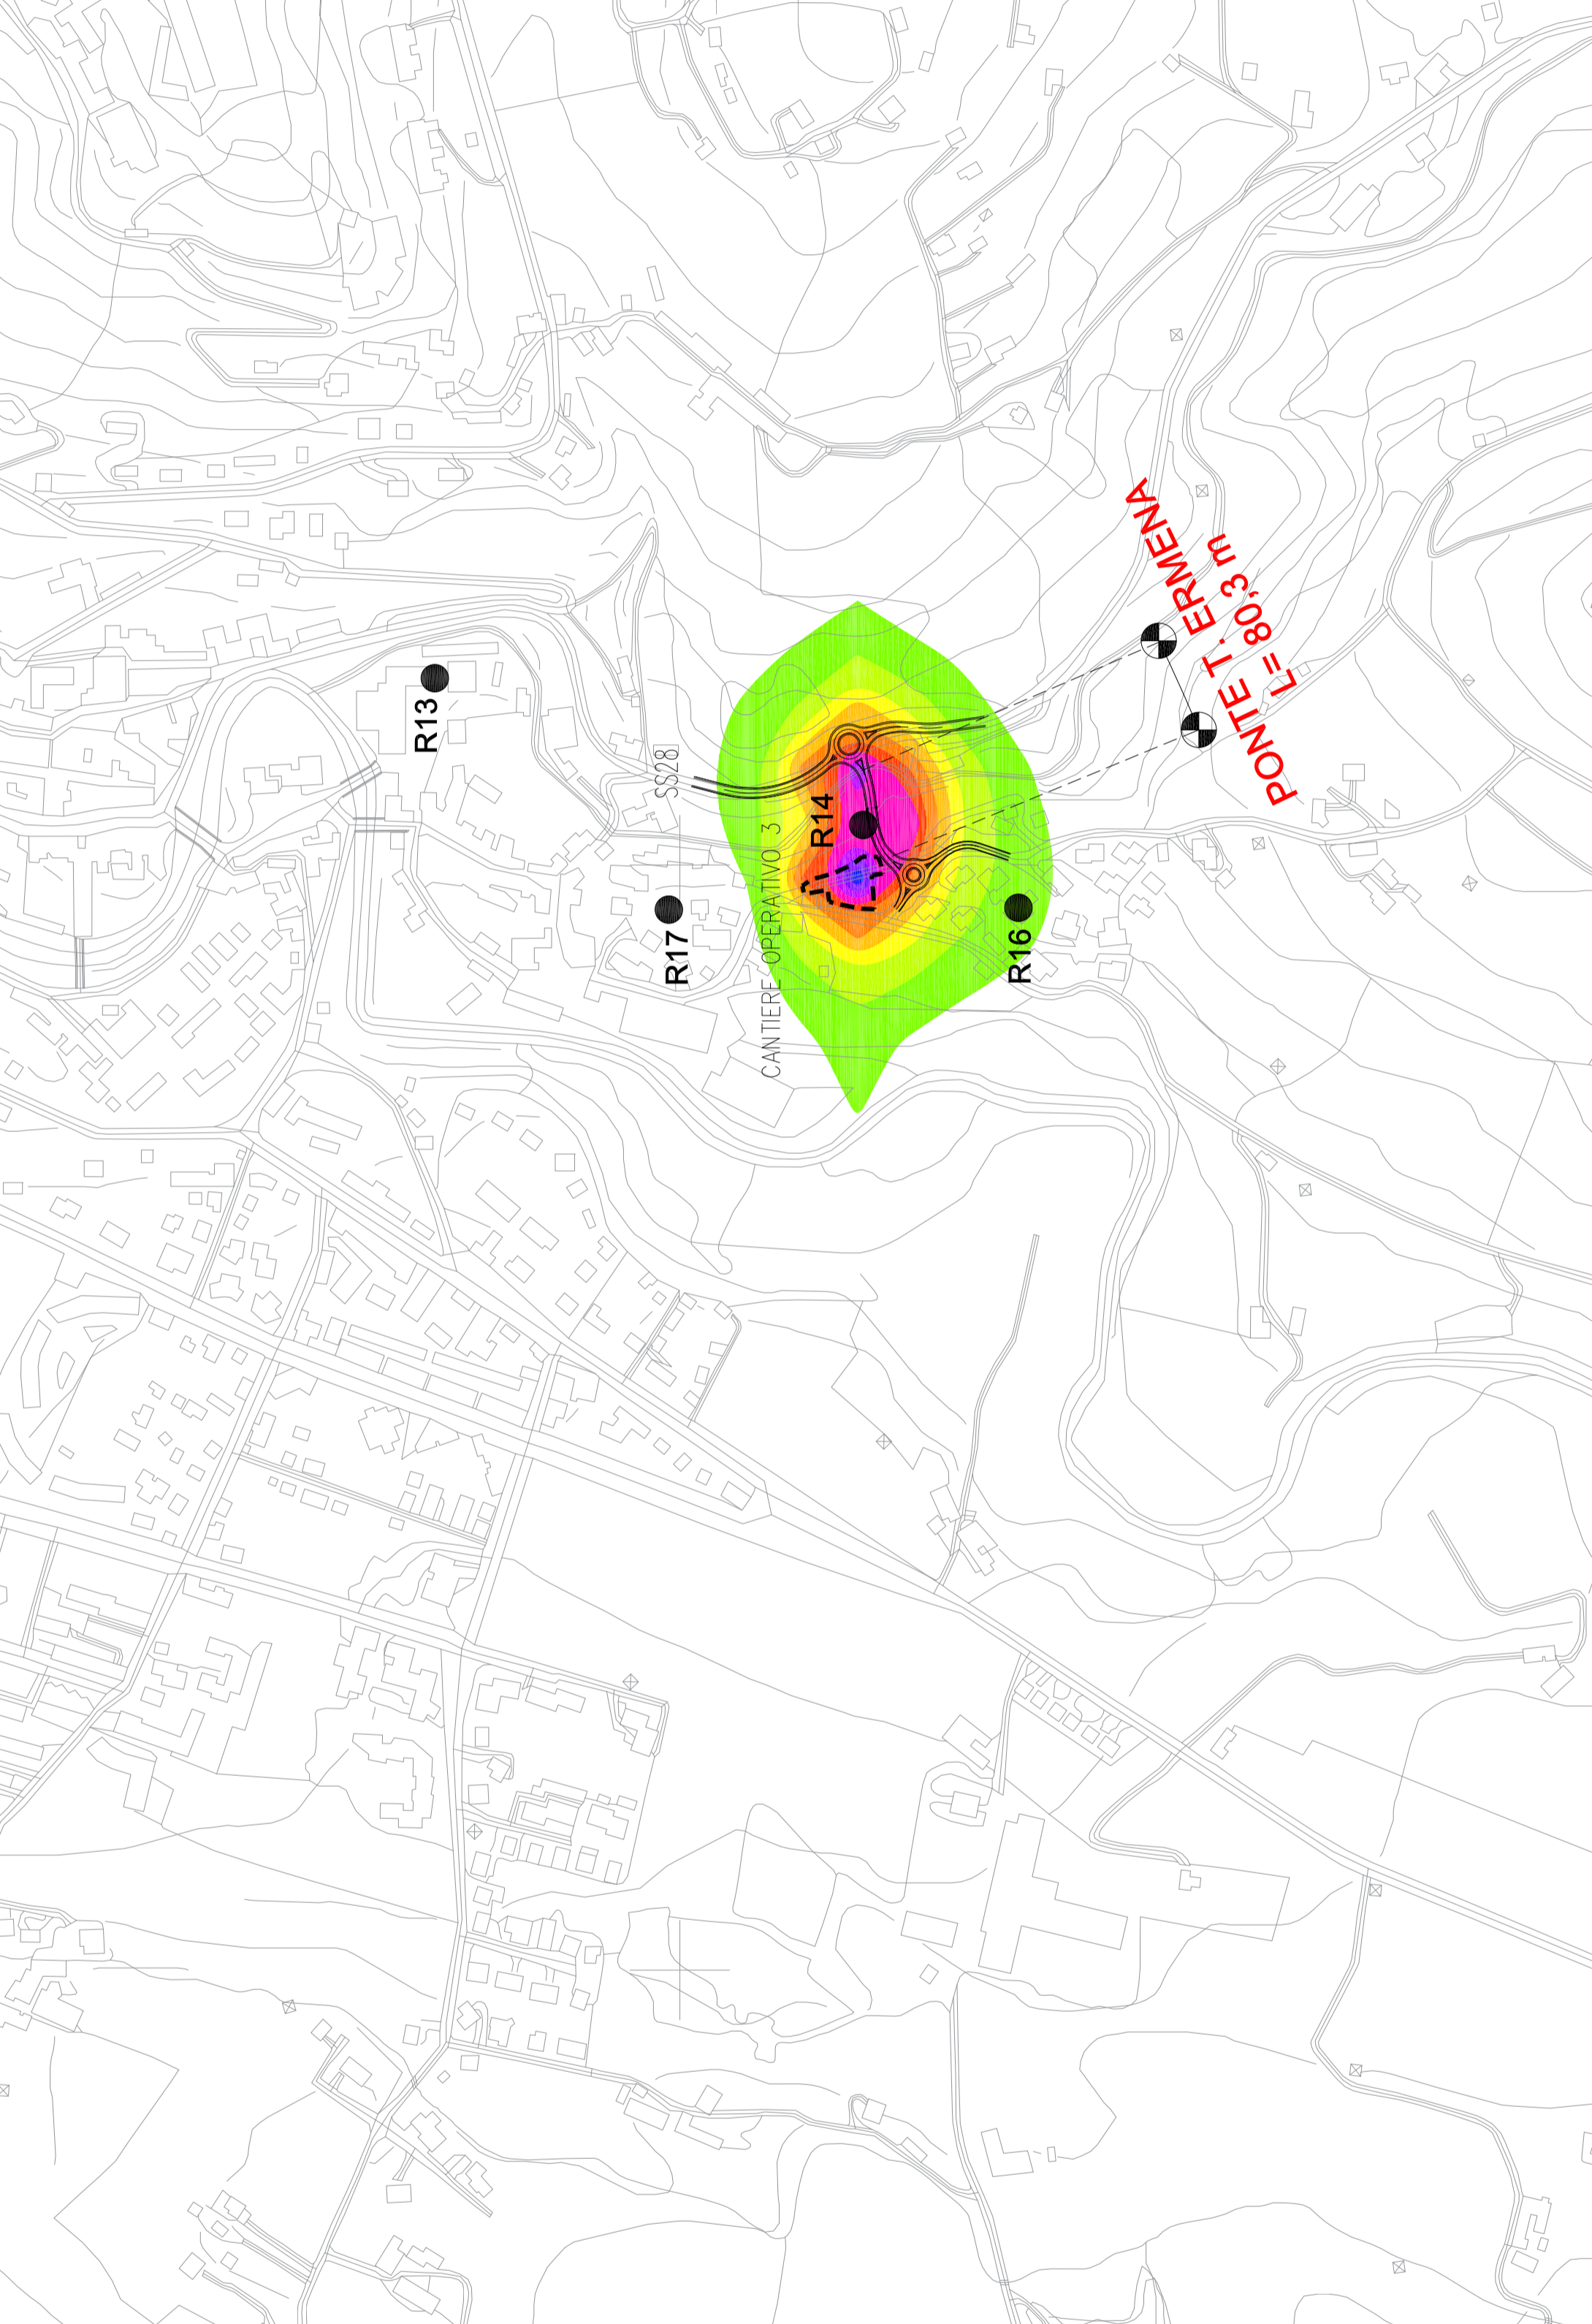 R13
SS28
R14
CANTIERE OPERATIVO 3
R17
R16
PONTE T. ERMENA
L= 80,3 m